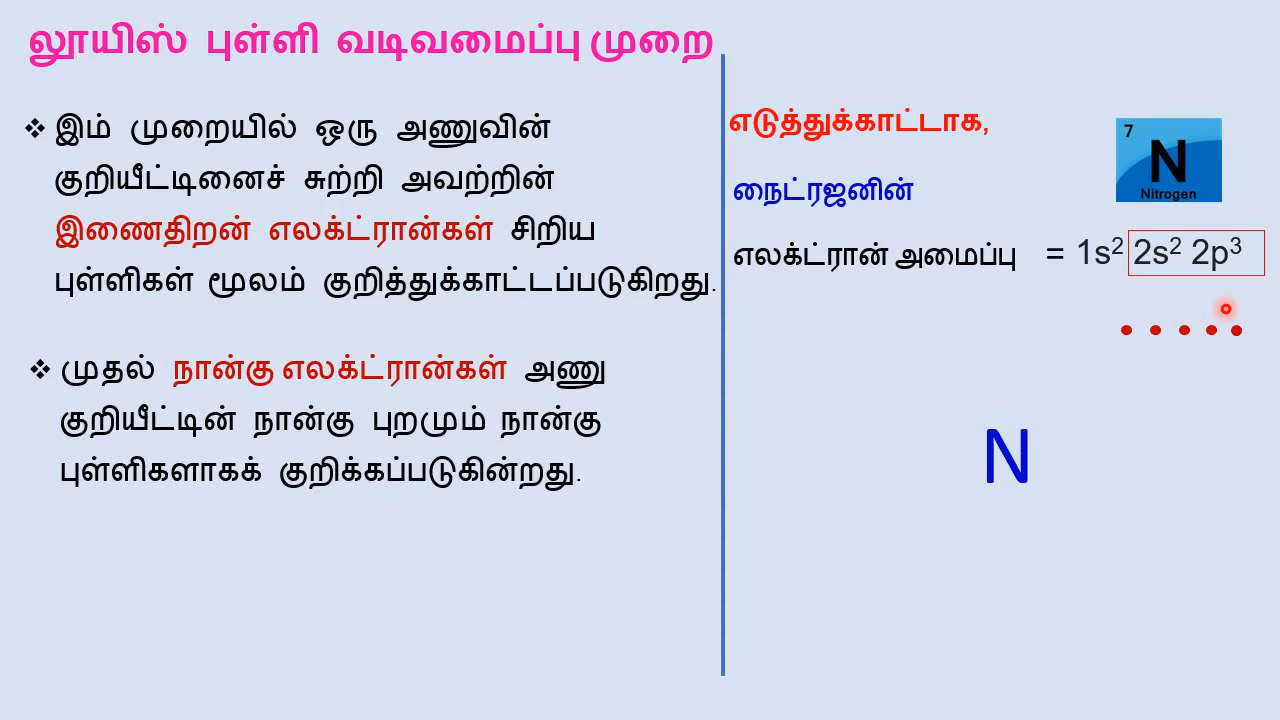 லூயிஸ் புள்ளி வடிவமைப்பு முறை
❖ இம் முறையில் ஒரு அணுவின்
குறியீட்டினைச் சுற்றி அவற்றின்
இணைதிறன் எலக்ட்ரான்கள் சிறிய
புள்ளிகள் மூலம் குறித்துக்காட்டப்படுகிறது.
❖ முதல் நான்கு எலக்ட்ரான்கள் அணு
குறியீட்டின் நான்கு புறமும் நான்கு
புள்ளிகளாகக் குறிக்கப்படுகின்றது.
எடுத்துக்காட்டாக,
7
N
Nitrogen
நைட்ரஜனின்
எலக்ட்ரான் அமைப்பு = 1s² 2s² 2p³
N